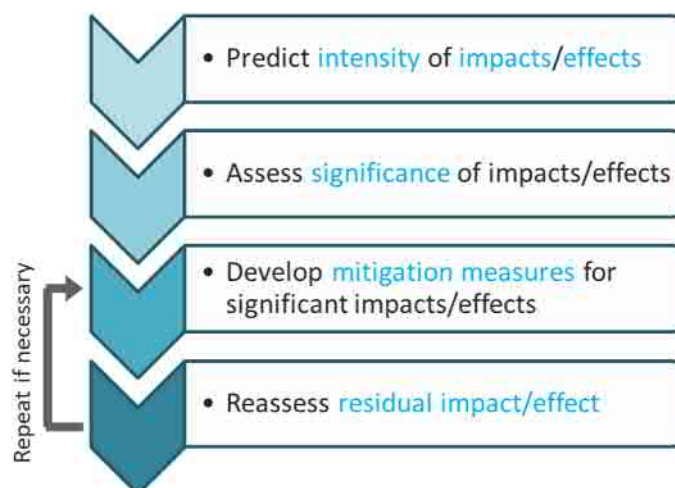 • Predict intensity of impacts/effects
• Assess significance of impacts/effects
• Develop mitigation measures for
significant impacts/effects
• Reassess residual impact/effect
Repeat if necessary